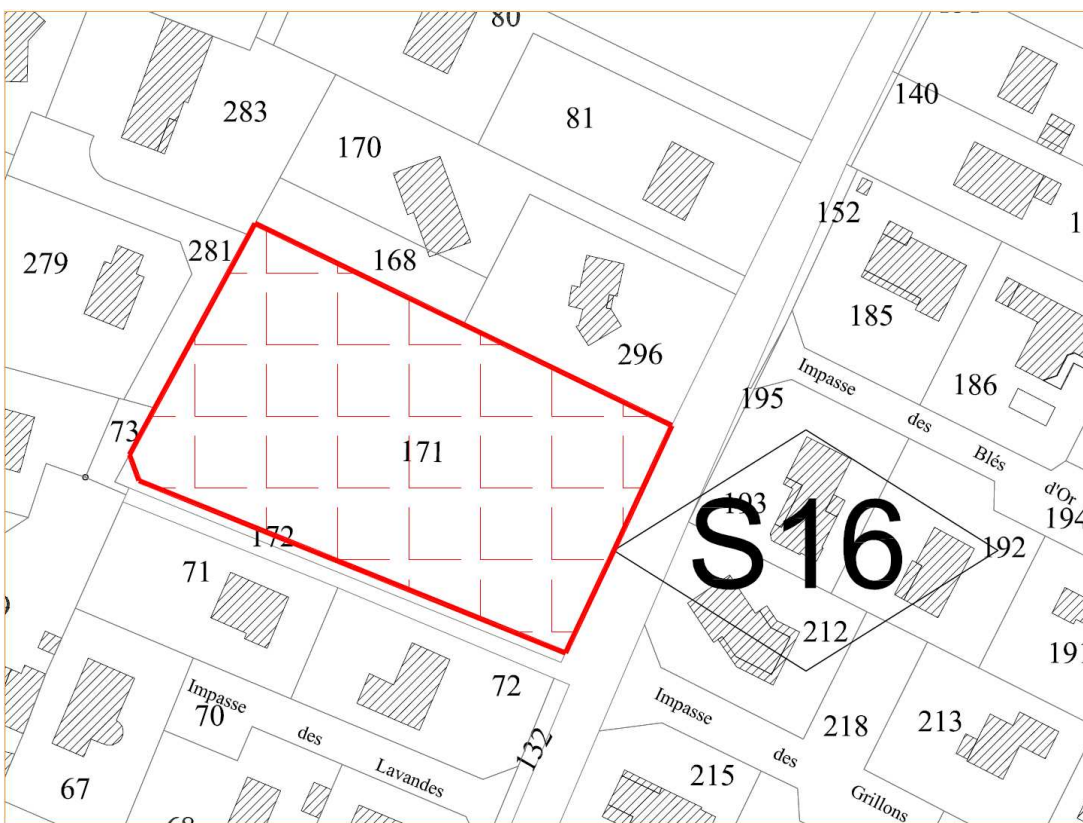 80
283
81
140
170
152
279
281
168
185
296
186
Impasse
des
Blés
d'Or
195
73
171
193
S16
194
172
192
71
212
191
72
Impasse
des
Lavandes
70
132
Impasse
des
Grillons
218
213
67
215